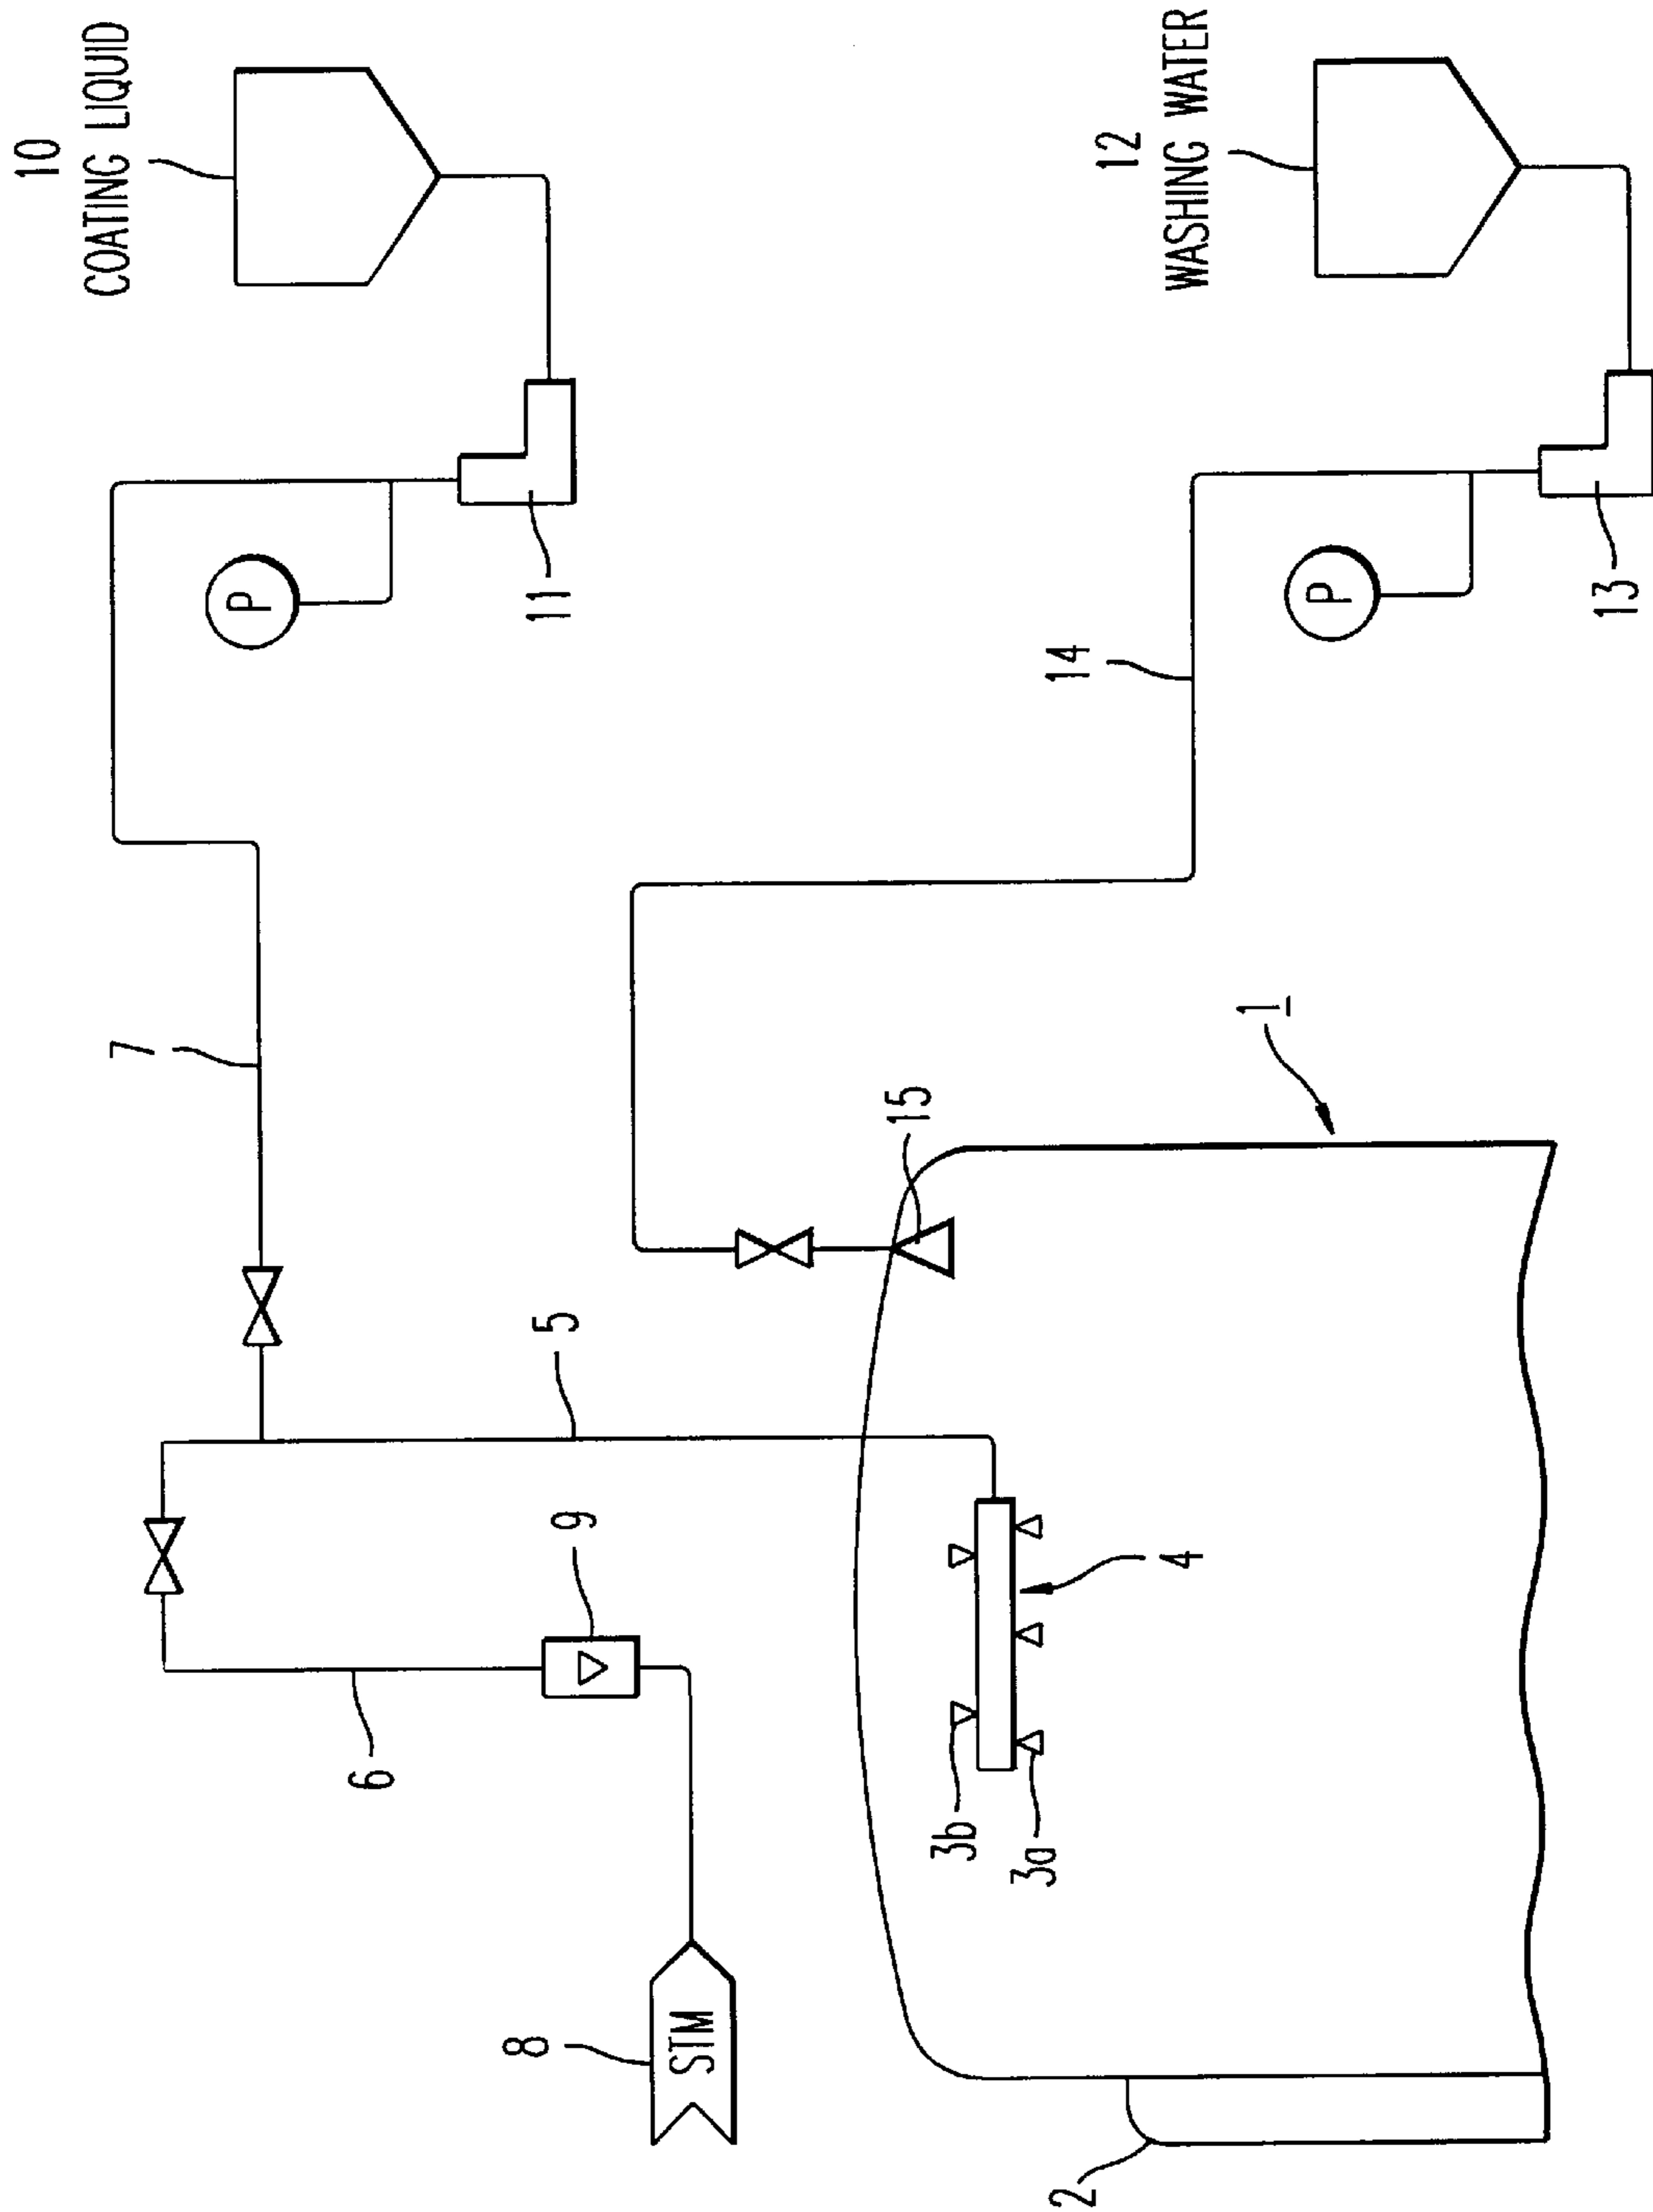 10
COATING LIQUID
12
WASHING WATER
11
P
13
P
14
7
1
15
5
9
4
6
3b
3a
8
STM
2